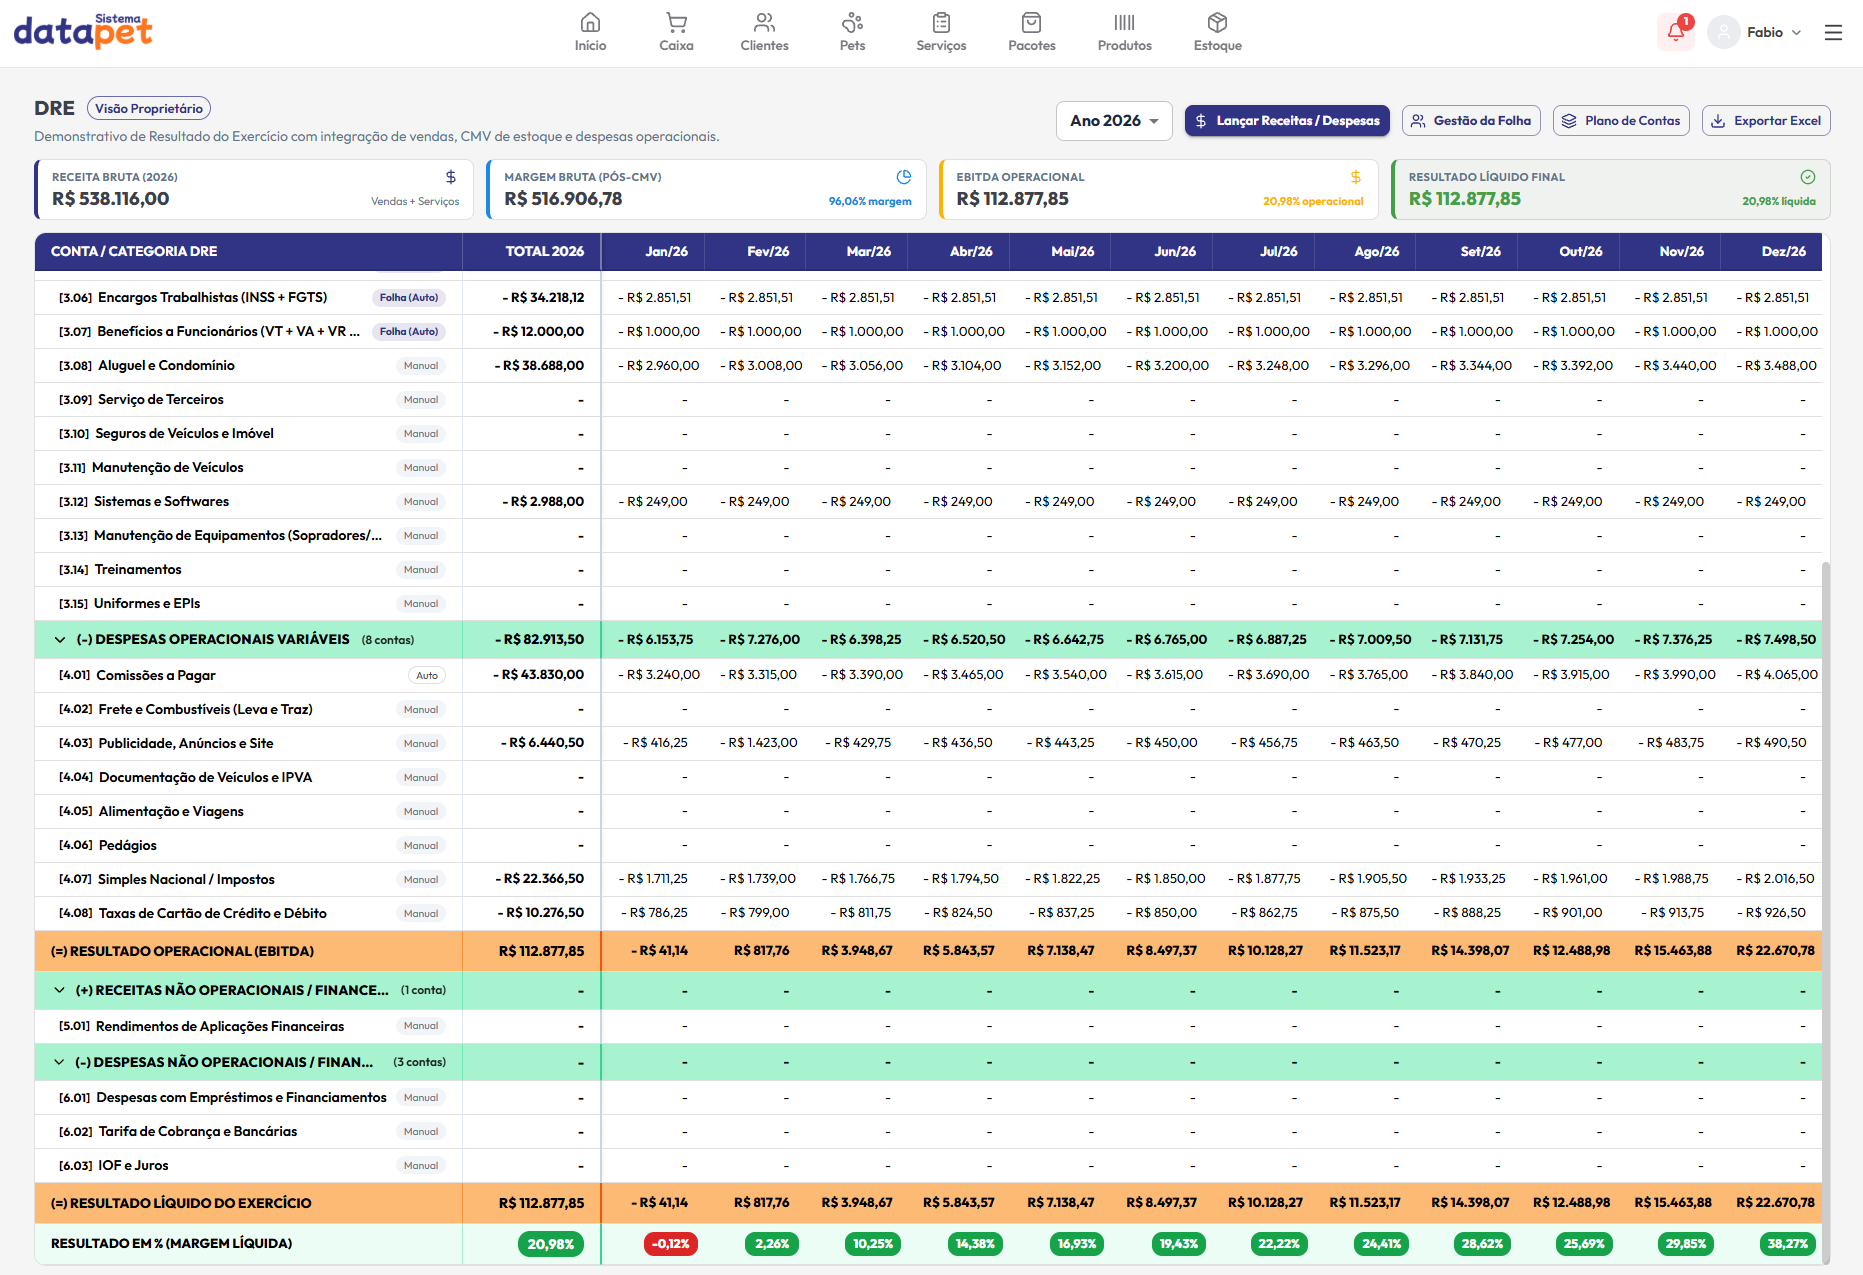 Sistema
datapet
Início
Caixa
Clientes
Pets
Serviços
Pacotes
Produtos
Estoque
1
Fabio
DRE Visão Proprietário
Demonstrativo de Resultado do Exercício com integração de vendas, CMV de estoque e despesas operacionais.
Ano 2026
$ Lançar Receitas / Despesas
Gestão da Folha
Plano de Contas
Exportar Excel
RECEITA BRUTA (2026) $
R$ 538.116,00 Vendas + Serviços
MARGEM BRUTA (PÓS-CMV)
R$ 516.906,78 96,06% margem
EBITDA OPERACIONAL $
R$ 112.877,85 20,98% operacional
RESULTADO LÍQUIDO FINAL
R$ 112.877,85 20,98% líquida
CONTA / CATEGORIA DRE TOTAL 2026 Jan/26 Fev/26 Mar/26 Abr/26 Mai/26 Jun/26 Jul/26 Ago/26 Set/26 Out/26 Nov/26 Dez/26
[3.06] Encargos Trabalhistas (INSS + FGTS) Folha (Auto) - R$ 34.218,12 - R$ 2.851,51 - R$ 2.851,51 - R$ 2.851,51 - R$ 2.851,51 - R$ 2.851,51 - R$ 2.851,51 - R$ 2.851,51 - R$ 2.851,51 - R$ 2.851,51 - R$ 2.851,51 - R$ 2.851,51 - R$ 2.851,51
[3.07] Benefícios a Funcionários (VT + VA + VR ... Folha (Auto) - R$ 12.000,00 - R$ 1.000,00 - R$ 1.000,00 - R$ 1.000,00 - R$ 1.000,00 - R$ 1.000,00 - R$ 1.000,00 - R$ 1.000,00 - R$ 1.000,00 - R$ 1.000,00 - R$ 1.000,00 - R$ 1.000,00 - R$ 1.000,00
[3.08] Aluguel e Condomínio Manual - R$ 38.688,00 - R$ 2.960,00 - R$ 3.008,00 - R$ 3.056,00 - R$ 3.104,00 - R$ 3.152,00 - R$ 3.200,00 - R$ 3.248,00 - R$ 3.296,00 - R$ 3.344,00 - R$ 3.392,00 - R$ 3.440,00 - R$ 3.488,00
[3.09] Serviço de Terceiros Manual - - - - - - - - - - - - -
[3.10] Seguros de Veículos e Imóvel Manual - - - - - - - - - - - - -
[3.11] Manutenção de Veículos Manual - - - - - - - - - - - - -
[3.12] Sistemas e Softwares Manual - R$ 2.988,00 - R$ 249,00 - R$ 249,00 - R$ 249,00 - R$ 249,00 - R$ 249,00 - R$ 249,00 - R$ 249,00 - R$ 249,00 - R$ 249,00 - R$ 249,00 - R$ 249,00 - R$ 249,00
[3.13] Manutenção de Equipamentos (Sopradores/... Manual - - - - - - - - - - - - -
[3.14] Treinamentos Manual - - - - - - - - - - - - -
[3.15] Uniformes e EPIs Manual - - - - - - - - - - - - -
(-) DESPESAS OPERACIONAIS VARIÁVEIS (8 contas) - R$ 82.913,50 - R$ 6.153,75 - R$ 7.276,00 - R$ 6.398,25 - R$ 6.520,50 - R$ 6.642,75 - R$ 6.765,00 - R$ 6.887,25 - R$ 7.009,50 - R$ 7.131,75 - R$ 7.254,00 - R$ 7.376,25 - R$ 7.498,50
[4.01] Comissões a Pagar Auto - R$ 43.830,00 - R$ 3.240,00 - R$ 3.315,00 - R$ 3.390,00 - R$ 3.465,00 - R$ 3.540,00 - R$ 3.615,00 - R$ 3.690,00 - R$ 3.765,00 - R$ 3.840,00 - R$ 3.915,00 - R$ 3.990,00 - R$ 4.065,00
[4.02] Frete e Combustíveis (Leva e Traz) Manual - - - - - - - - - - - - -
[4.03] Publicidade, Anúncios e Site Manual - R$ 6.440,50 - R$ 416,25 - R$ 1.423,00 - R$ 429,75 - R$ 436,50 - R$ 443,25 - R$ 450,00 - R$ 456,75 - R$ 463,50 - R$ 470,25 - R$ 477,00 - R$ 483,75 - R$ 490,50
[4.04] Documentação de Veículos e IPVA Manual - - - - - - - - - - - - -
[4.05] Alimentação e Viagens Manual - - - - - - - - - - - - -
[4.06] Pedágios Manual - - - - - - - - - - - - -
[4.07] Simples Nacional / Impostos Manual - R$ 22.366,50 - R$ 1.711,25 - R$ 1.739,00 - R$ 1.766,75 - R$ 1.794,50 - R$ 1.822,25 - R$ 1.850,00 - R$ 1.877,75 - R$ 1.905,50 - R$ 1.933,25 - R$ 1.961,00 - R$ 1.988,75 - R$ 2.016,50
[4.08] Taxas de Cartão de Crédito e Débito Manual - R$ 10.276,50 - R$ 786,25 - R$ 799,00 - R$ 811,75 - R$ 824,50 - R$ 837,25 - R$ 850,00 - R$ 862,75 - R$ 875,50 - R$ 888,25 - R$ 901,00 - R$ 913,75 - R$ 926,50
(=) RESULTADO OPERACIONAL (EBITDA) R$ 112.877,85 - R$ 41,14 R$ 817,76 R$ 3.948,67 R$ 5.843,57 R$ 7.138,47 R$ 8.497,37 R$ 10.128,27 R$ 11.523,17 R$ 14.398,07 R$ 12.488,98 R$ 15.463,88 R$ 22.670,78
(+) RECEITAS NÃO OPERACIONAIS / FINANCE... (1 conta) - - - - - - - - - - - - -
[5.01] Rendimentos de Aplicações Financeiras Manual - - - - - - - - - - - - -
(-) DESPESAS NÃO OPERACIONAIS / FINAN... (3 contas) - - - - - - - - - - - - -
[6.01] Despesas com Empréstimos e Financiamentos Manual - - - - - - - - - - - - -
[6.02] Tarifa de Cobrança e Bancárias Manual - - - - - - - - - - - - -
[6.03] IOF e Juros Manual - - - - - - - - - - - - -
(=) RESULTADO LÍQUIDO DO EXERCÍCIO R$ 112.877,85 - R$ 41,14 R$ 817,76 R$ 3.948,67 R$ 5.843,57 R$ 7.138,47 R$ 8.497,37 R$ 10.128,27 R$ 11.523,17 R$ 14.398,07 R$ 12.488,98 R$ 15.463,88 R$ 22.670,78
RESULTADO EM % (MARGEM LÍQUIDA) 20,98% -0,12% 2,26% 10,25% 14,38% 16,93% 19,43% 22,22% 24,41% 28,62% 25,69% 29,85% 38,27%